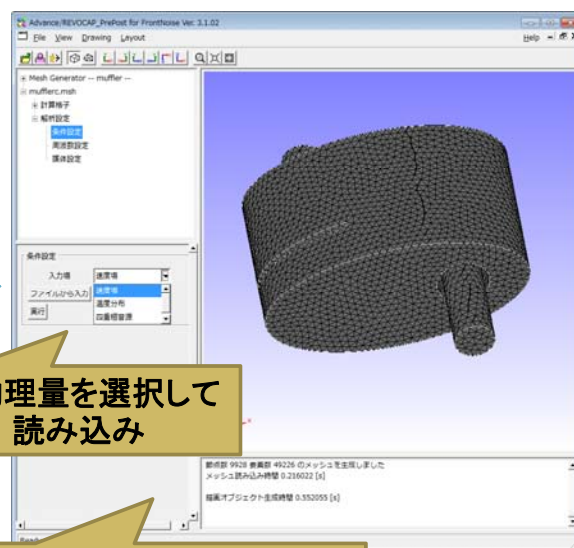 Advance/REVOCAP_PrePost for FrontNoise Ver. 3.1.02
File View Drawing Layout Help
Mesh Generator -- muffler --
mufflerc.msh
計算格子
解析設定
条件設定
周波数設定
媒体設定
条件設定
入力場 速度場
ファイルから入力 速度場
温度分布
実行 四重極音源
理量を選択して
読み込み
節点数 9928 要素数 49226 のメッシュを生成しました
メッシュ読み込み時間 0.216022 [s]
描画オブジェクト生成時間 0.552055 [s]